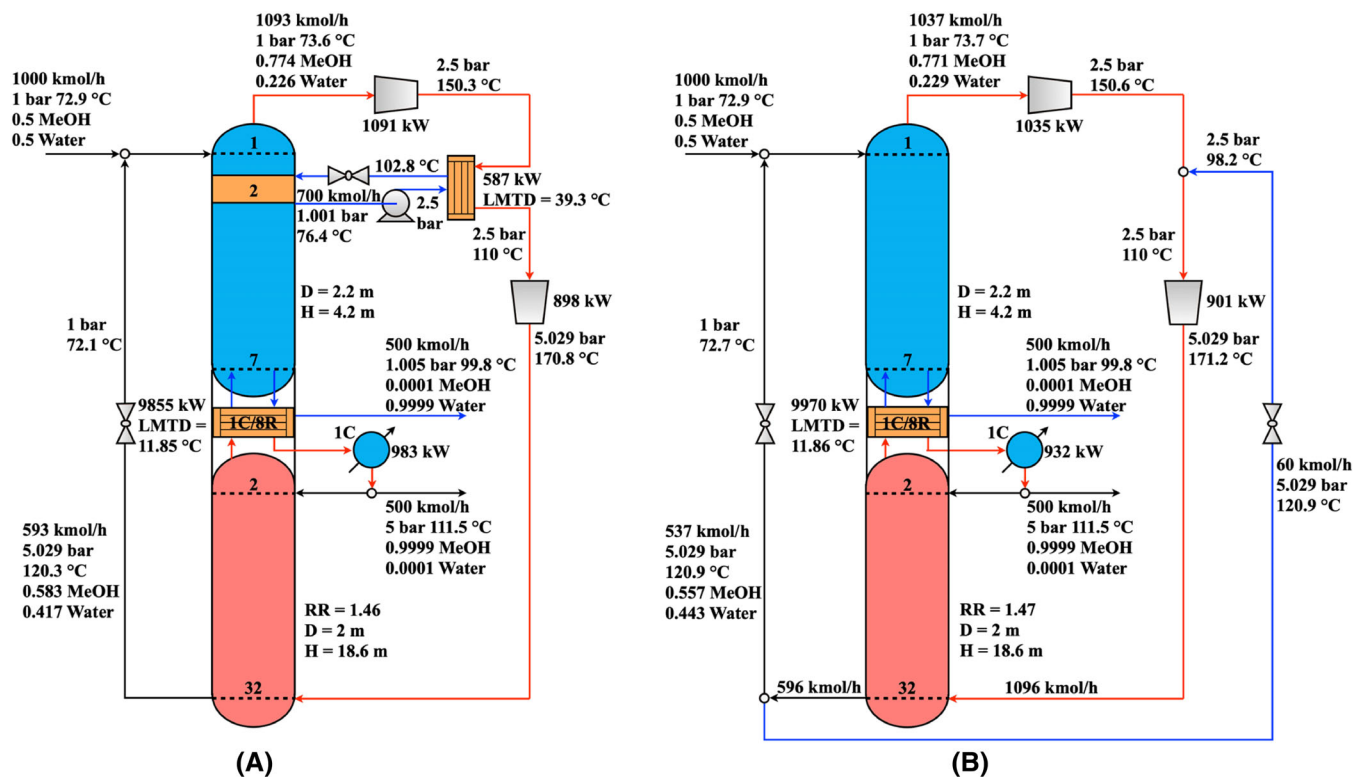 1093 kmol/h
1 bar 73.6 °C
0.774 MeOH
0.226 Water
2.5 bar
150.3 °C
1000 kmol/h
1 bar 72.9 °C
0.5 MeOH
0.5 Water
1091 kW
1
102.8 °C
587 kW
LMTD = 39.3 °C
2
700 kmol/h
1.001 bar
76.4 °C
2.5
bar
2.5 bar
110 °C
D = 2.2 m
H = 4.2 m
898 kW
1 bar
72.1 °C
5.029 bar
170.8 °C
500 kmol/h
1.005 bar 99.8 °C
0.0001 MeOH
0.9999 Water
7
9855 kW
LMTD =
11.85 °C
1C/8R
1C
983 kW
2
500 kmol/h
5 bar 111.5 °C
0.9999 MeOH
0.0001 Water
593 kmol/h
5.029 bar
120.3 °C
0.583 MeOH
0.417 Water
RR = 1.46
D = 2 m
H = 18.6 m
32
(A)
1037 kmol/h
1 bar 73.7 °C
0.771 MeOH
0.229 Water
2.5 bar
150.6 °C
1000 kmol/h
1 bar 72.9 °C
0.5 MeOH
0.5 Water
1035 kW
1
2.5 bar
98.2 °C
2.5 bar
110 °C
D = 2.2 m
H = 4.2 m
901 kW
1 bar
72.7 °C
5.029 bar
171.2 °C
500 kmol/h
1.005 bar 99.8 °C
0.0001 MeOH
0.9999 Water
7
9970 kW
LMTD =
11.86 °C
1C/8R
1C
932 kW
2
60 kmol/h
5.029 bar
120.9 °C
500 kmol/h
5 bar 111.5 °C
0.9999 MeOH
0.0001 Water
537 kmol/h
5.029 bar
120.9 °C
0.557 MeOH
0.443 Water
RR = 1.47
D = 2 m
H = 18.6 m
596 kmol/h
32
1096 kmol/h
(B)